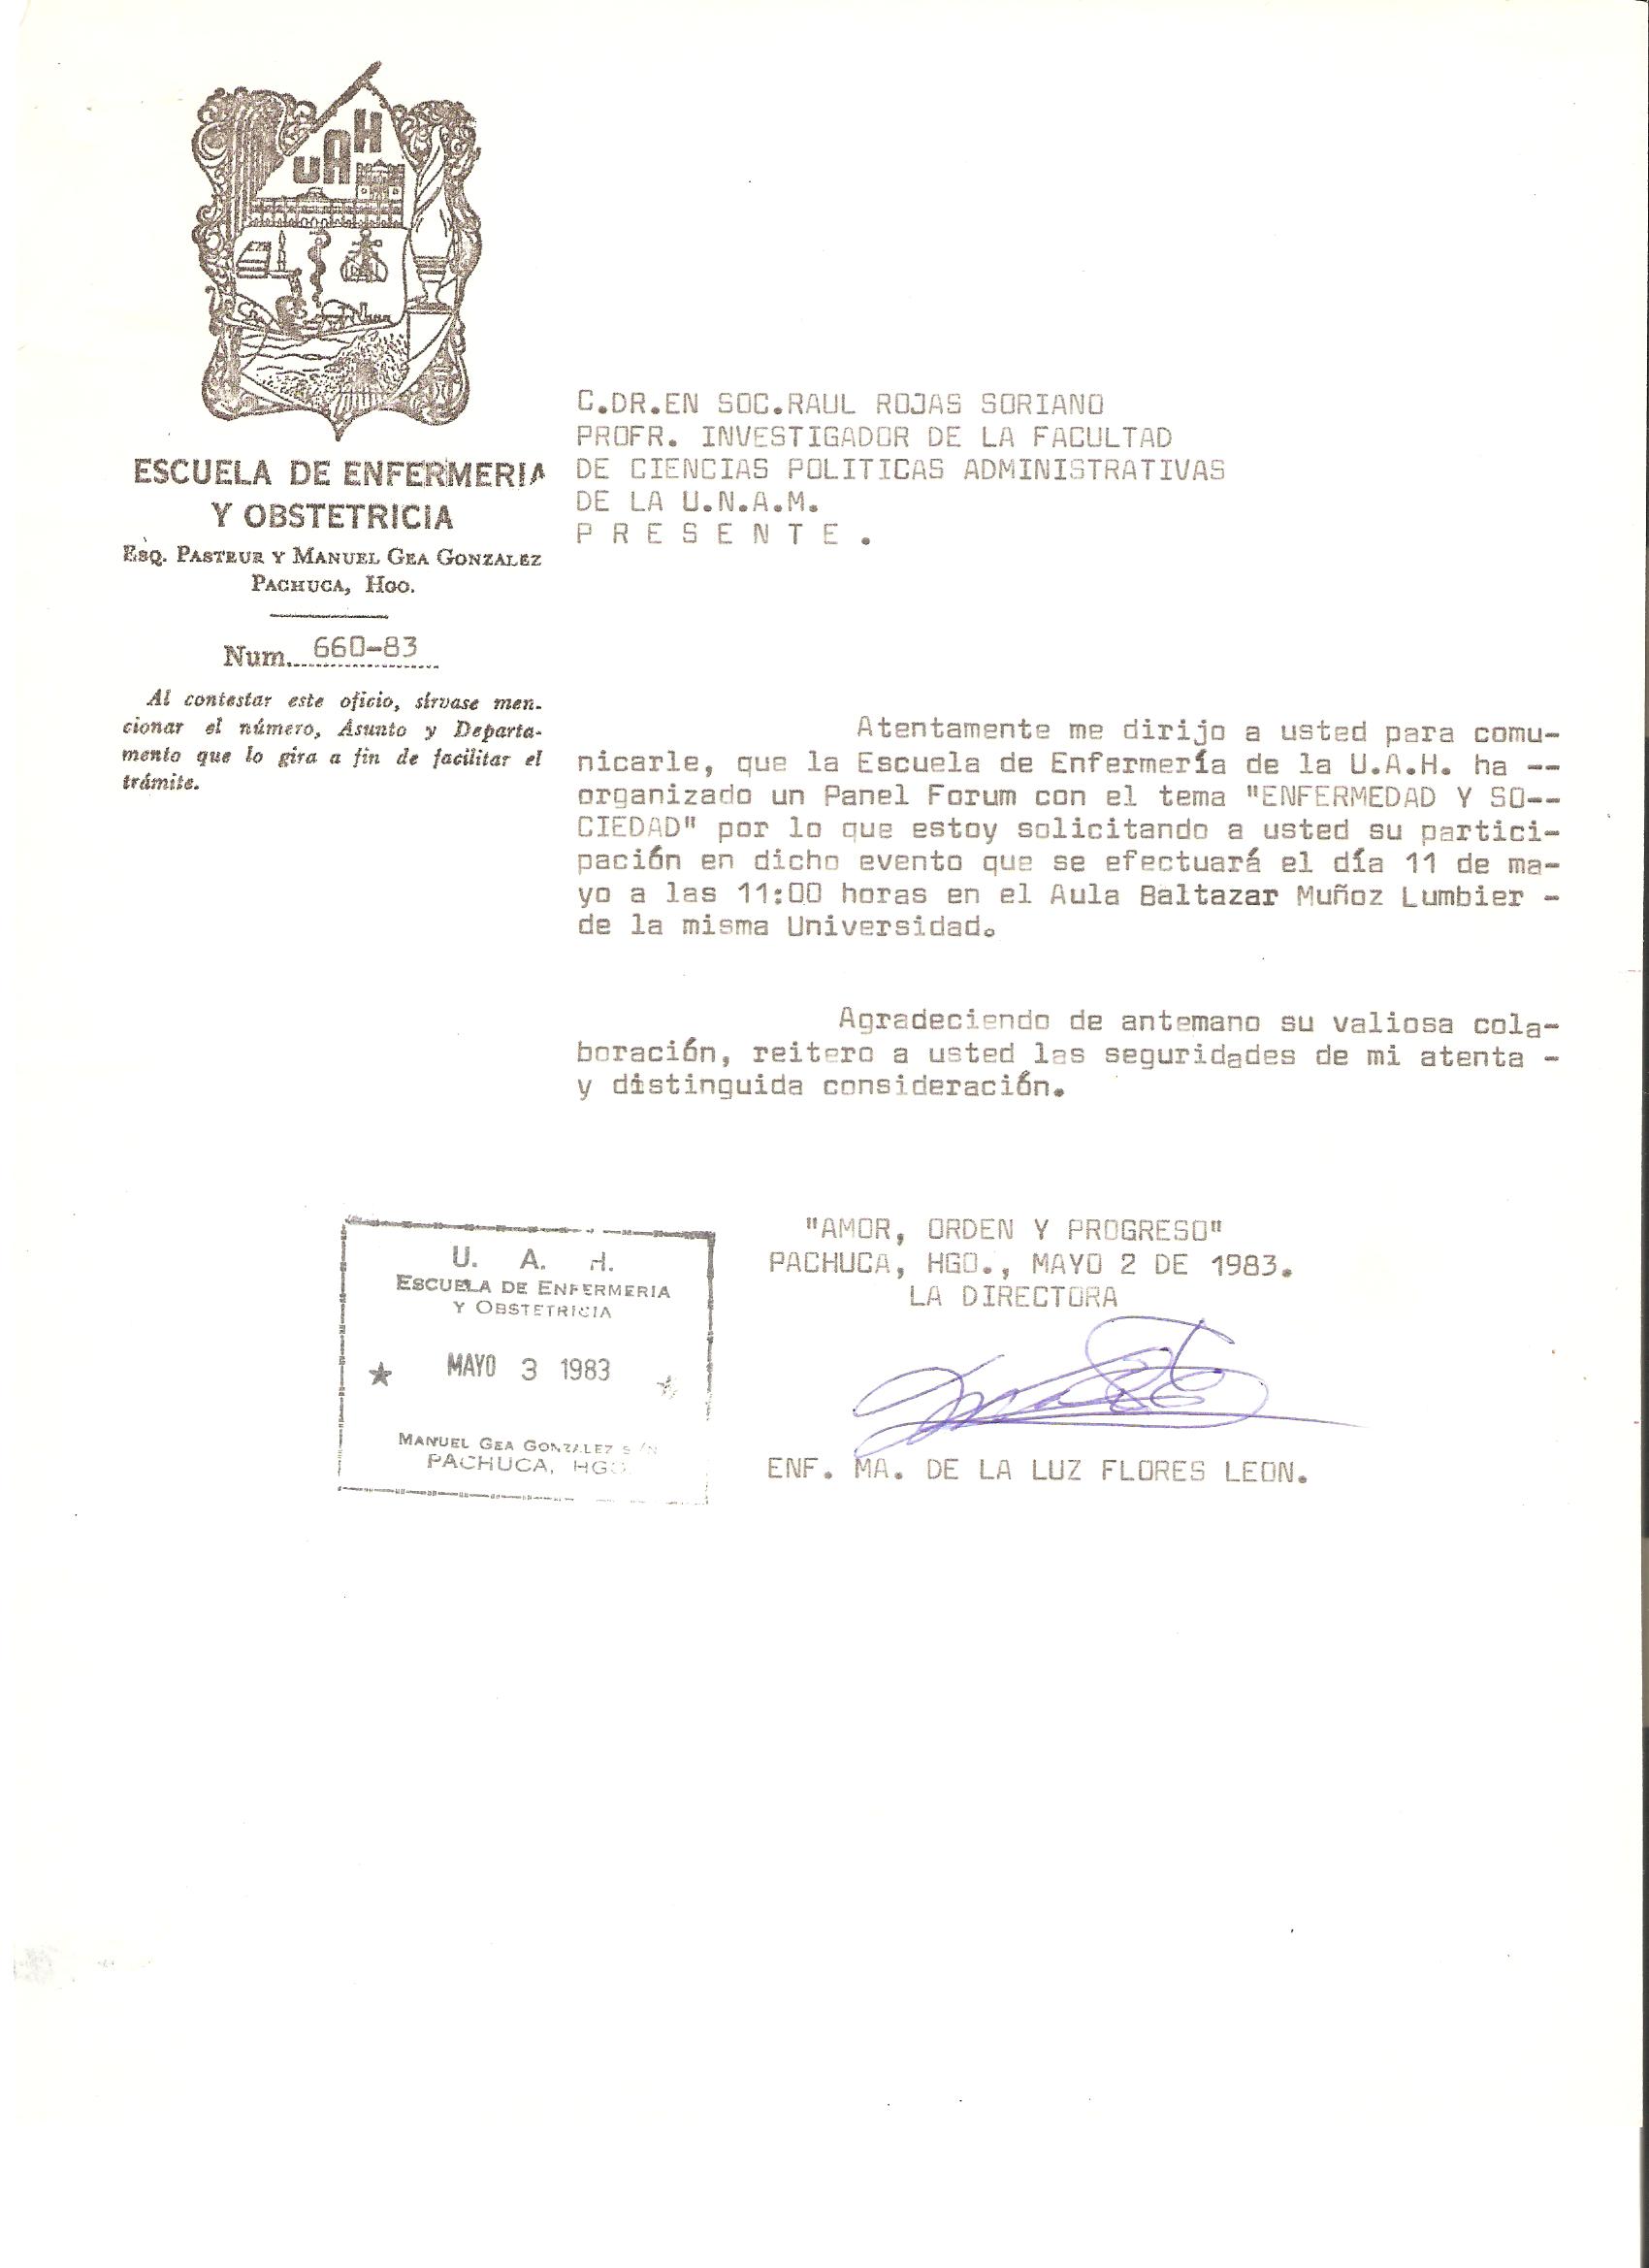 UAH
ESCUELA DE ENFERMERIA
Y OBSTETRICIA
ESQ. PASTEUR Y MANUEL GEA GONZALEZ
PACHUCA, HGO.
Num. 660-83
Al contestar este oficio, sírvase men-
cionar el número, Asunto y Departa-
mento que lo gira a fin de facilitar el
trámite.
C.DR.EN SOC.RAUL ROJAS SORIANO
PROFR. INVESTIGADOR DE LA FACULTAD
DE CIENCIAS POLITICAS ADMINISTRATIVAS
DE LA U.N.A.M.
P R E S E N T E .
Atentamente me dirijo a usted para comu-
nicarle, que la Escuela de Enfermería de la U.A.H. ha --
organizado un Panel Forum con el tema "ENFERMEDAD Y SO--
CIEDAD" por lo que estoy solicitando a usted su partici-
pación en dicho evento que se efectuará el día 11 de ma-
yo a las 11:00 horas en el Aula Baltazar Muñoz Lumbier -
de la misma Universidad.
Agradeciendo de antemano su valiosa cola-
boración, reitero a usted las seguridades de mi atenta -
y distinguida consideración.
"AMOR, ORDEN Y PROGRESO"
PACHUCA, HGO., MAYO 2 DE 1983.
LA DIRECTORA
ENF. MA. DE LA LUZ FLORES LEON.
U. A. H.
ESCUELA DE ENFERMERIA
Y OBSTETRICIA
★ MAYO 3 1983 ★
MANUEL GEA GONZALEZ S/N
PACHUCA, HGO.